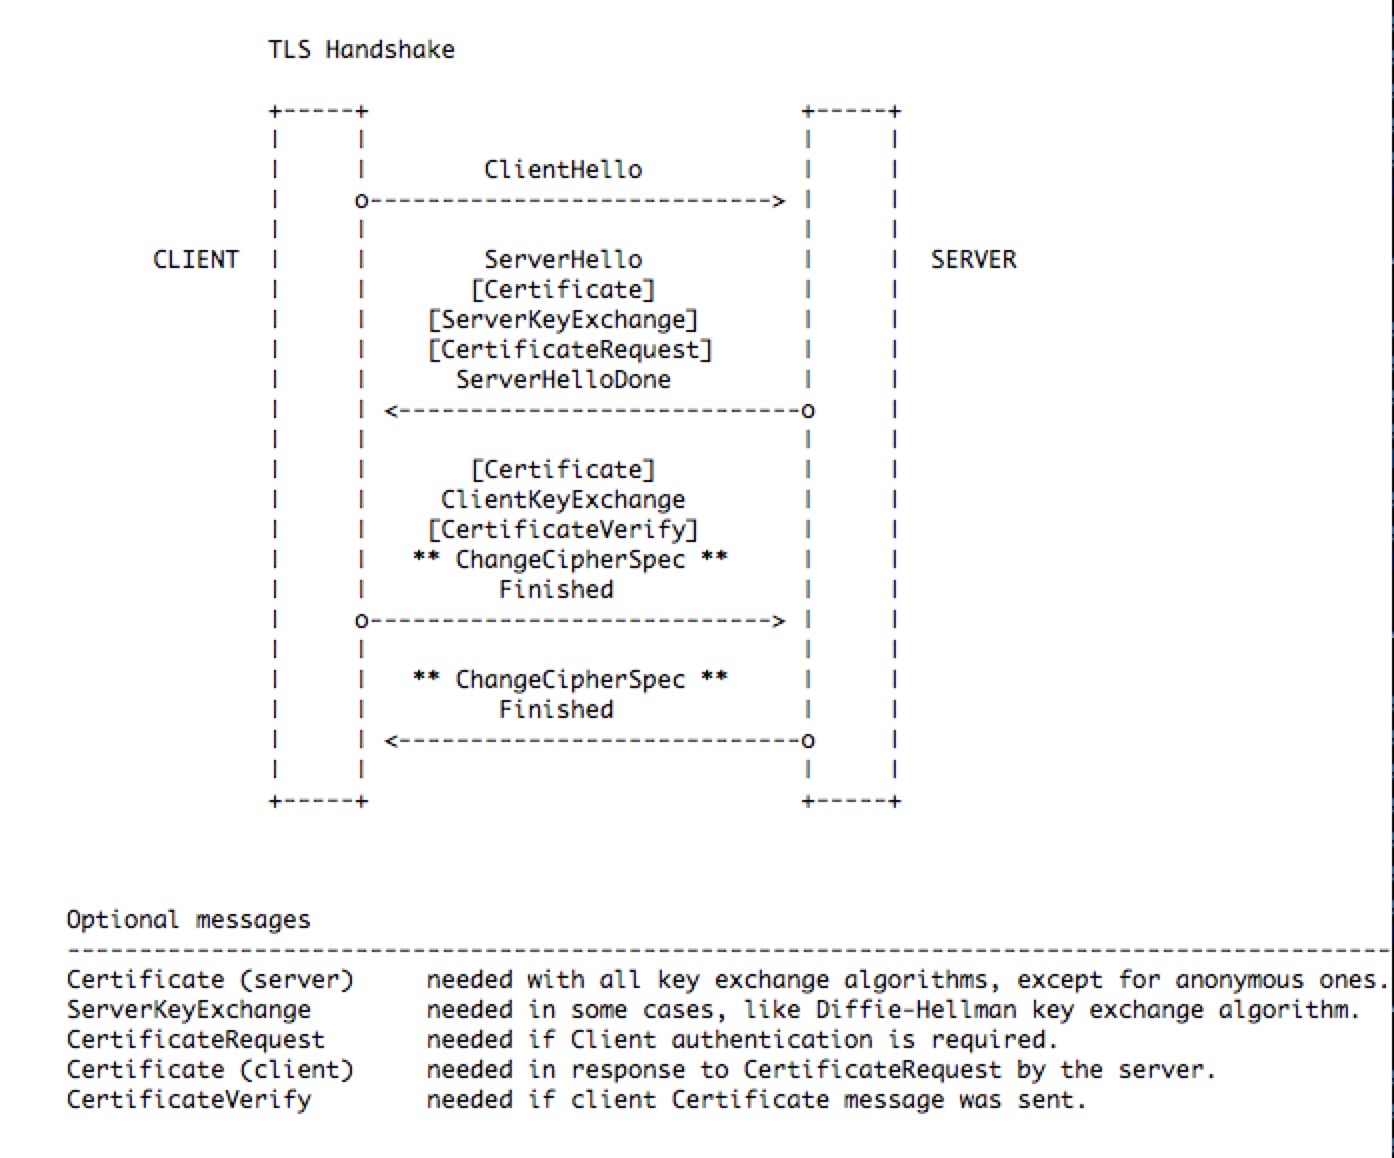 TLS Handshake
+-----+ +-----+
| | | |
| | ClientHello | |
| o----------------------------> | |
| | | |
CLIENT | | ServerHello | | SERVER
| | [Certificate] | |
| | [ServerKeyExchange] | |
| | [CertificateRequest] | |
| | ServerHelloDone | |
| | <----------------------------o |
| | | |
| | [Certificate] | |
| | ClientKeyExchange | |
| | [CertificateVerify] | |
| | ** ChangeCipherSpec ** | |
| | Finished | |
| o----------------------------> | |
| | | |
| | ** ChangeCipherSpec ** | |
| | Finished | |
| | <----------------------------o |
| | | |
+-----+ +-----+
Optional messages
--------------------------------------------------------------------------------------------
Certificate (server) needed with all key exchange algorithms, except for anonymous ones.
ServerKeyExchange needed in some cases, like Diffie-Hellman key exchange algorithm.
CertificateRequest needed if Client authentication is required.
Certificate (client) needed in response to CertificateRequest by the server.
CertificateVerify needed if client Certificate message was sent.